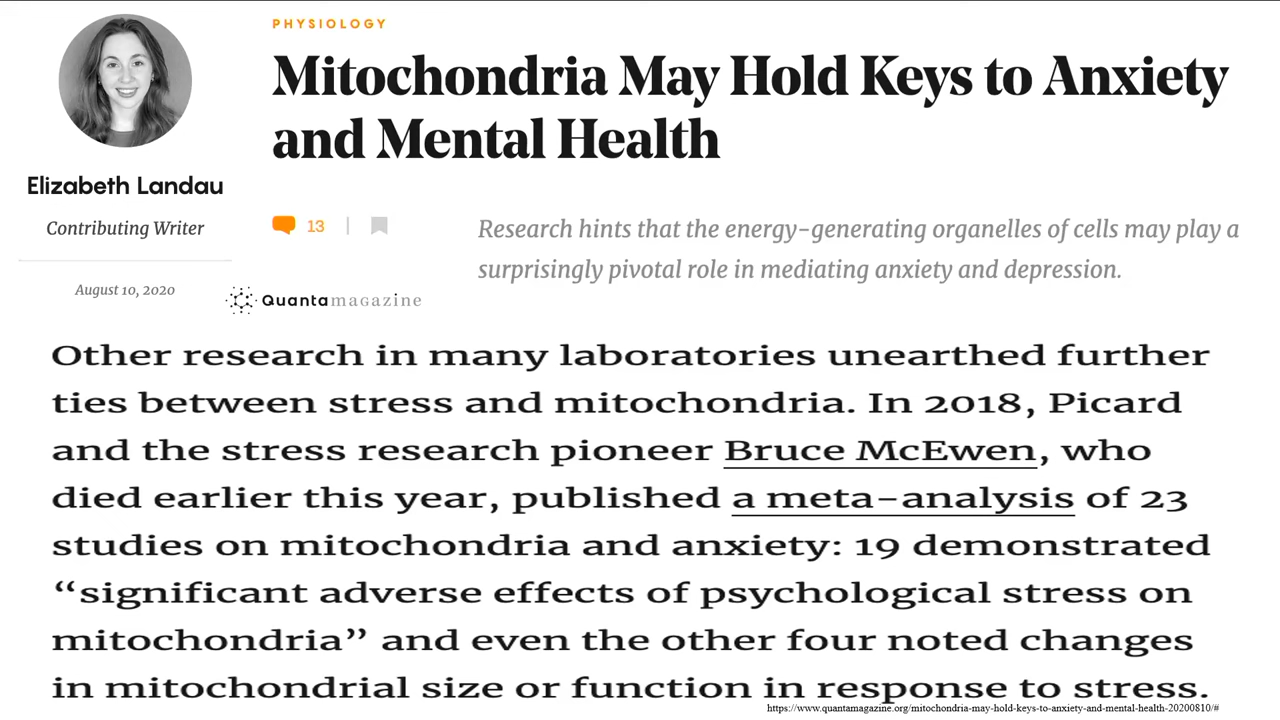 PHYSIOLOGY
Mitochondria May Hold Keys to Anxiety
and Mental Health
Elizabeth Landau
Contributing Writer
August 10, 2020
13
Research hints that the energy-generating organelles of cells may play a
surprisingly pivotal role in mediating anxiety and depression.
Quantamagazine
Other research in many laboratories unearthed further
ties between stress and mitochondria. In 2018, Picard
and the stress research pioneer Bruce McEwen, who
died earlier this year, published a meta-analysis of 23
studies on mitochondria and anxiety: 19 demonstrated
“significant adverse effects of psychological stress on
mitochondria” and even the other four noted changes
in mitochondrial size or function in response to stress.
https://www.quantamagazine.org/mitochondria-may-hold-keys-to-anxiety-and-mental-health-20200810/#